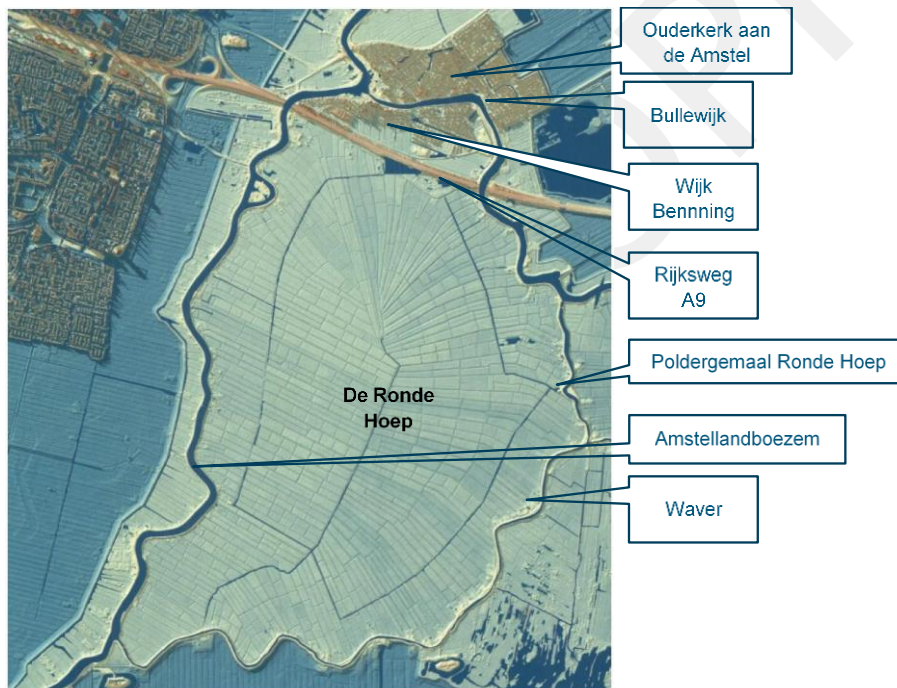 Ouderkerk aan
de Amstel
Bullewijk
Wijk
Bennning
Rijksweg
A9
Poldergemaal Ronde Hoep
De Ronde
Hoep
Amstellandboezem
Waver